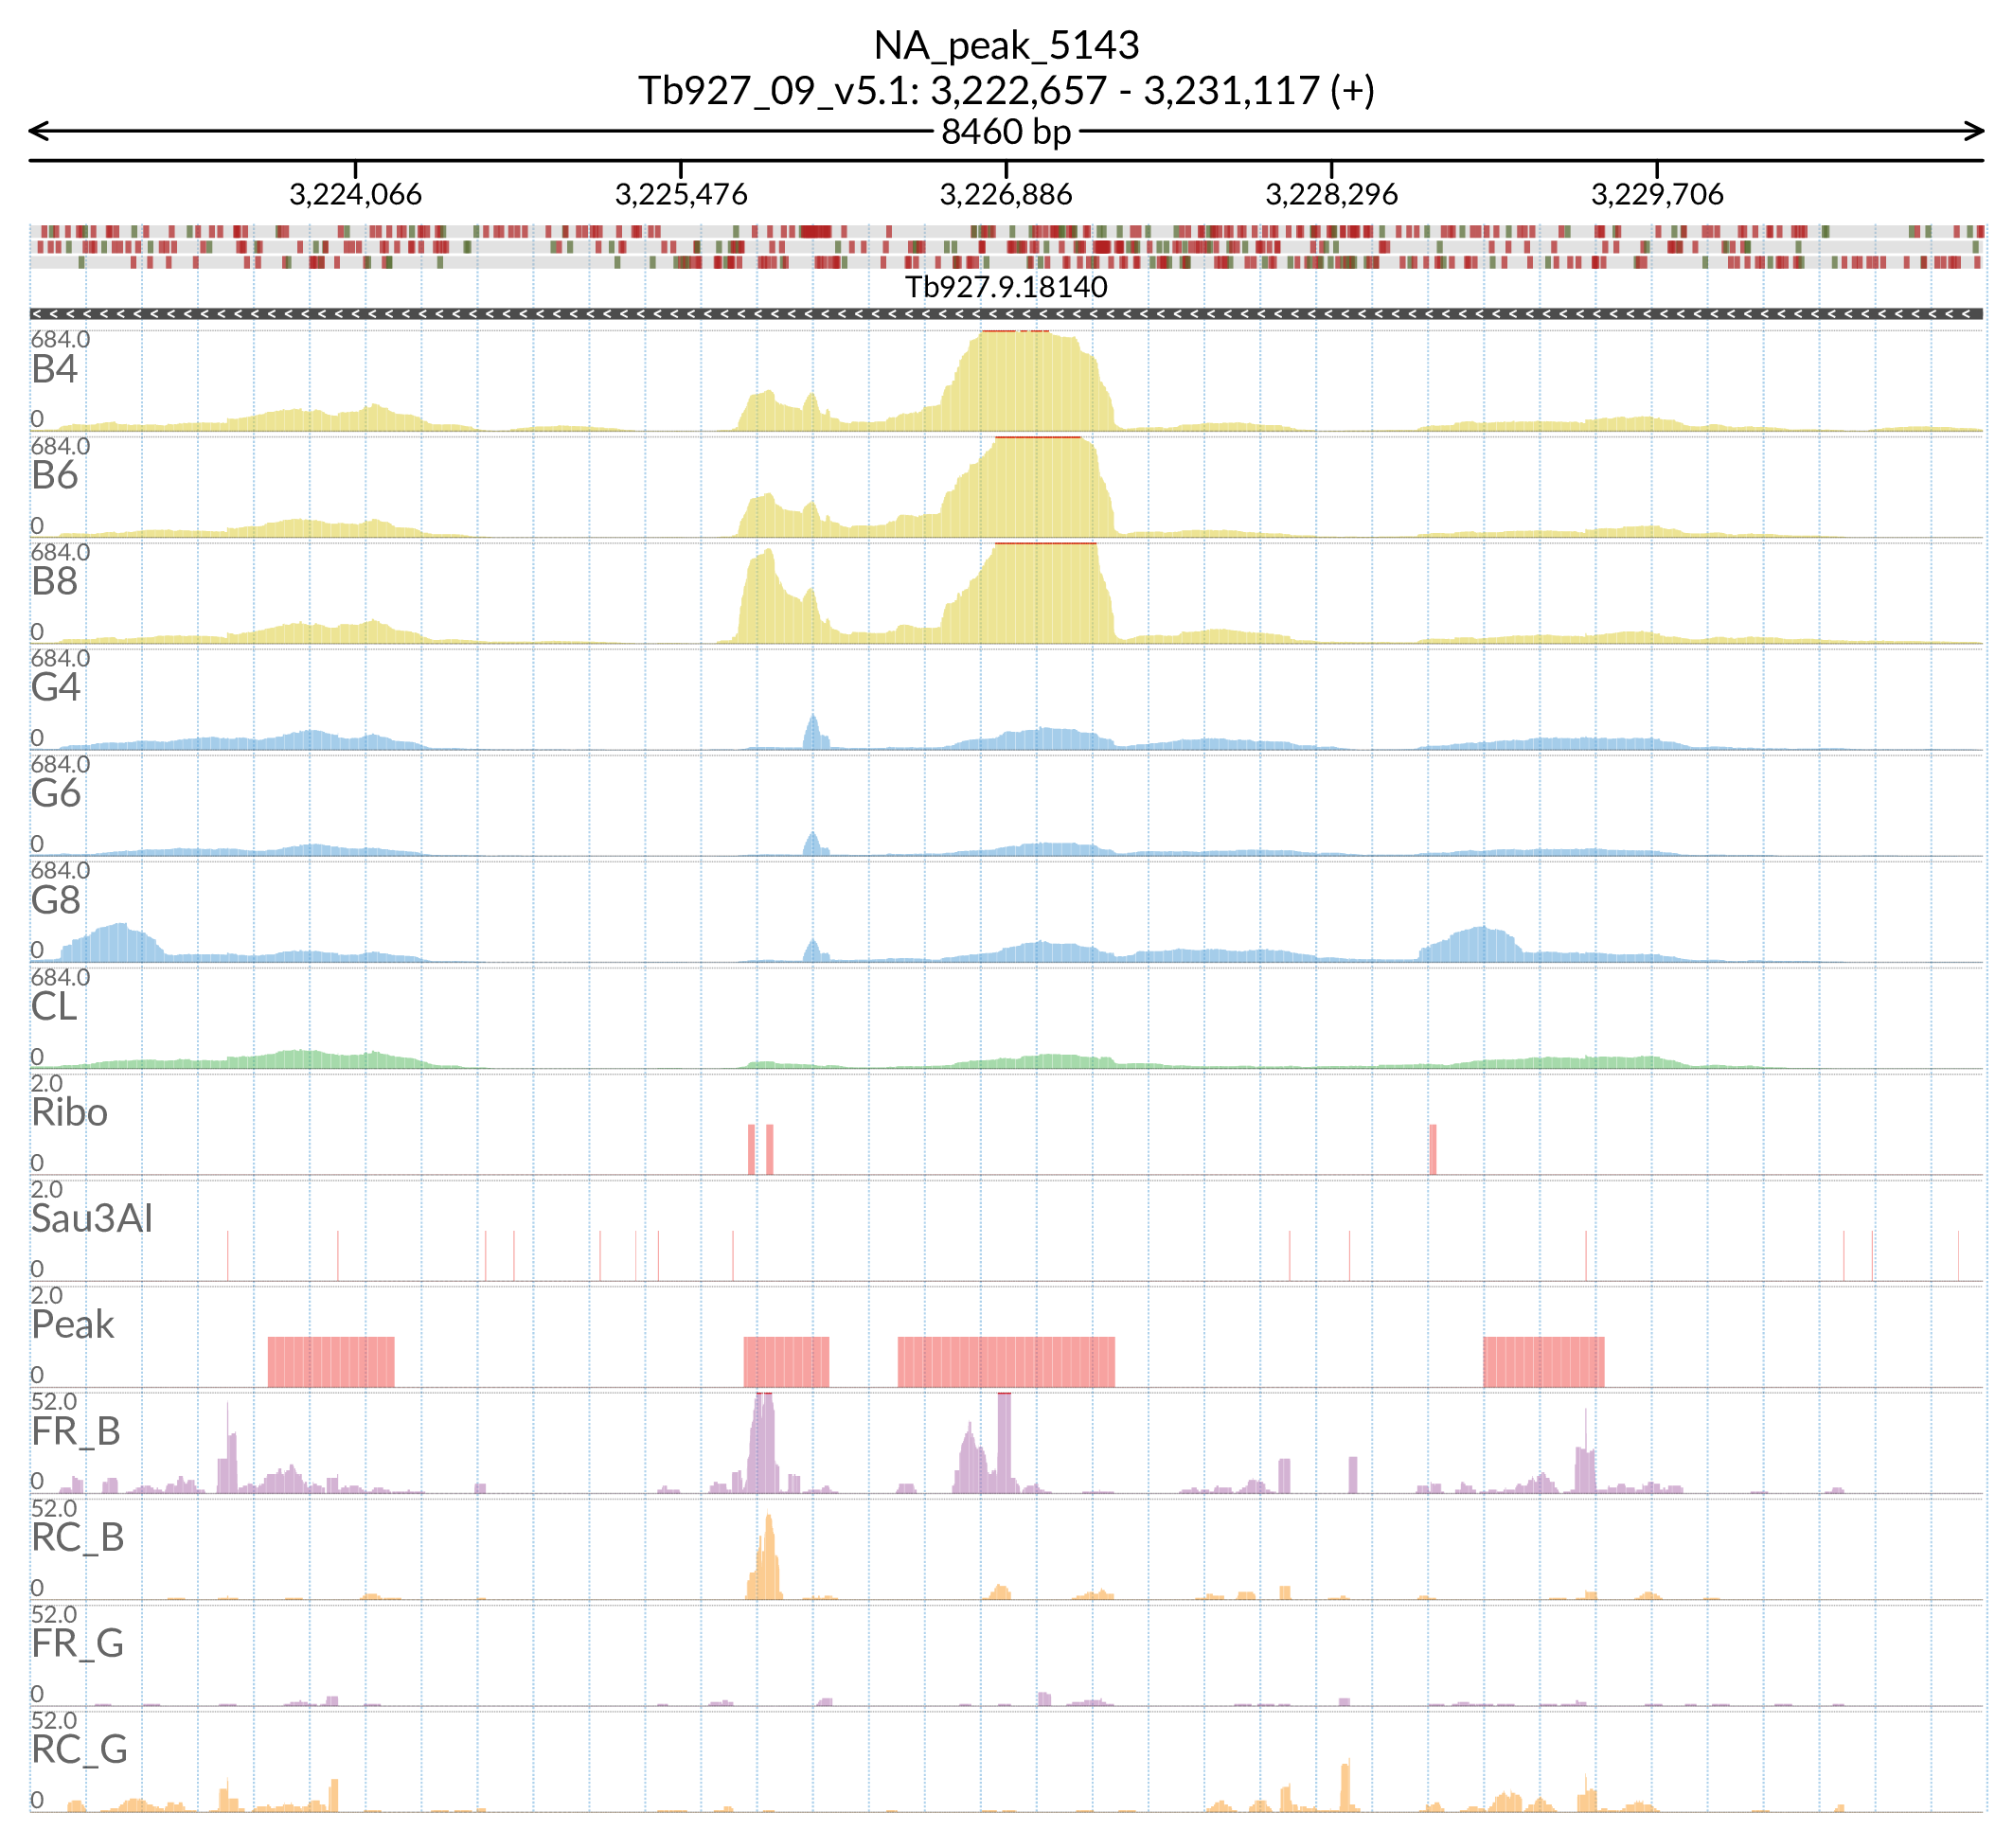 NA_peak_5143
Tb927_09_v5.1: 3,222,657 - 3,231,117 (+)
8460 bp
3,224,066 3,225,476 3,226,886 3,228,296 3,229,706
Tb927.9.18140
684.0
B4
0
684.0
B6
0
684.0
B8
0
684.0
G4
0
684.0
G6
0
684.0
G8
0
684.0
CL
0
2.0
Ribo
0
2.0
Sau3AI
0
2.0
Peak
0
52.0
FR_B
0
52.0
RC_B
0
52.0
FR_G
0
52.0
RC_G
0